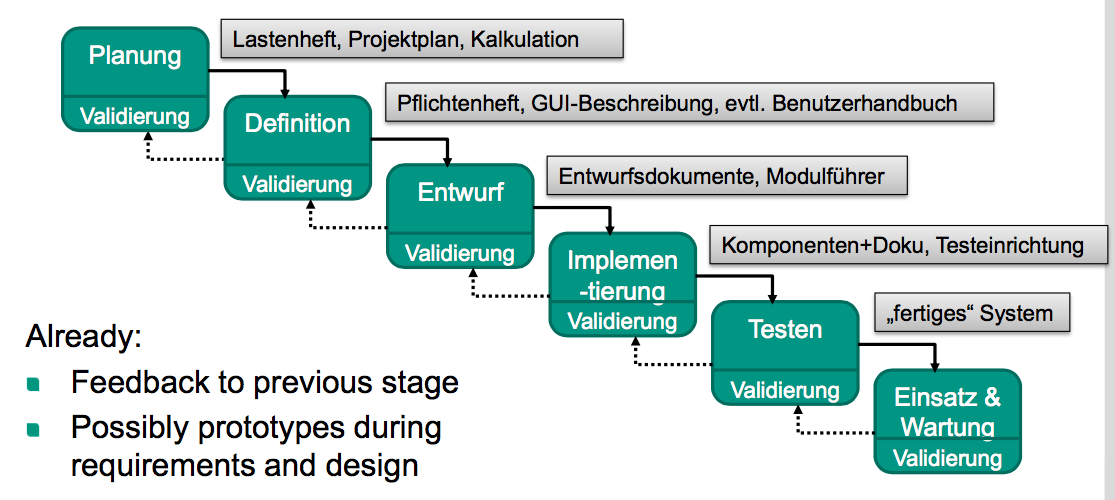 Planung
Validierung
Lastenheft, Projektplan, Kalkulation
Definition
Validierung
Pflichtenheft, GUI-Beschreibung, evtl. Benutzerhandbuch
Entwurf
Validierung
Entwurfsdokumente, Modulführer
Implemen
-tierung
Validierung
Komponenten+Doku, Testeinrichtung
Testen
Validierung
„fertiges“ System
Einsatz &
Wartung
Validierung
Already:
Feedback to previous stage
Possibly prototypes during
requirements and design